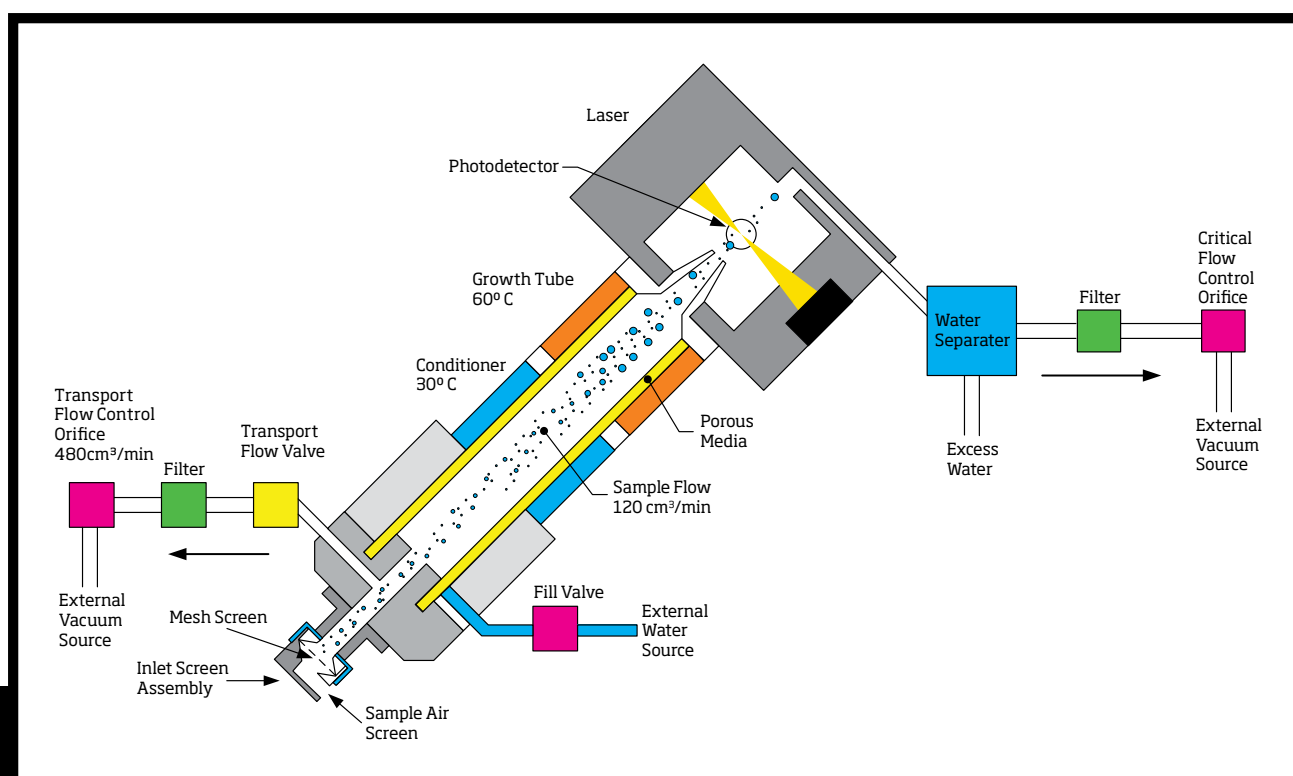 Laser
Photodetector
Growth Tube
60º C
Conditioner
30º C
Transport
Flow Control
Orifice
480cm³/min
Transport
Flow Valve
Filter
External
Vacuum
Source
Mesh Screen
Inlet Screen
Assembly
Sample Air
Screen
Fill Valve
External
Water
Source
Sample Flow
120 cm³/min
Porous
Media
Water
Separater
Excess
Water
Filter
Critical
Flow
Control
Orifice
External
Vacuum
Source